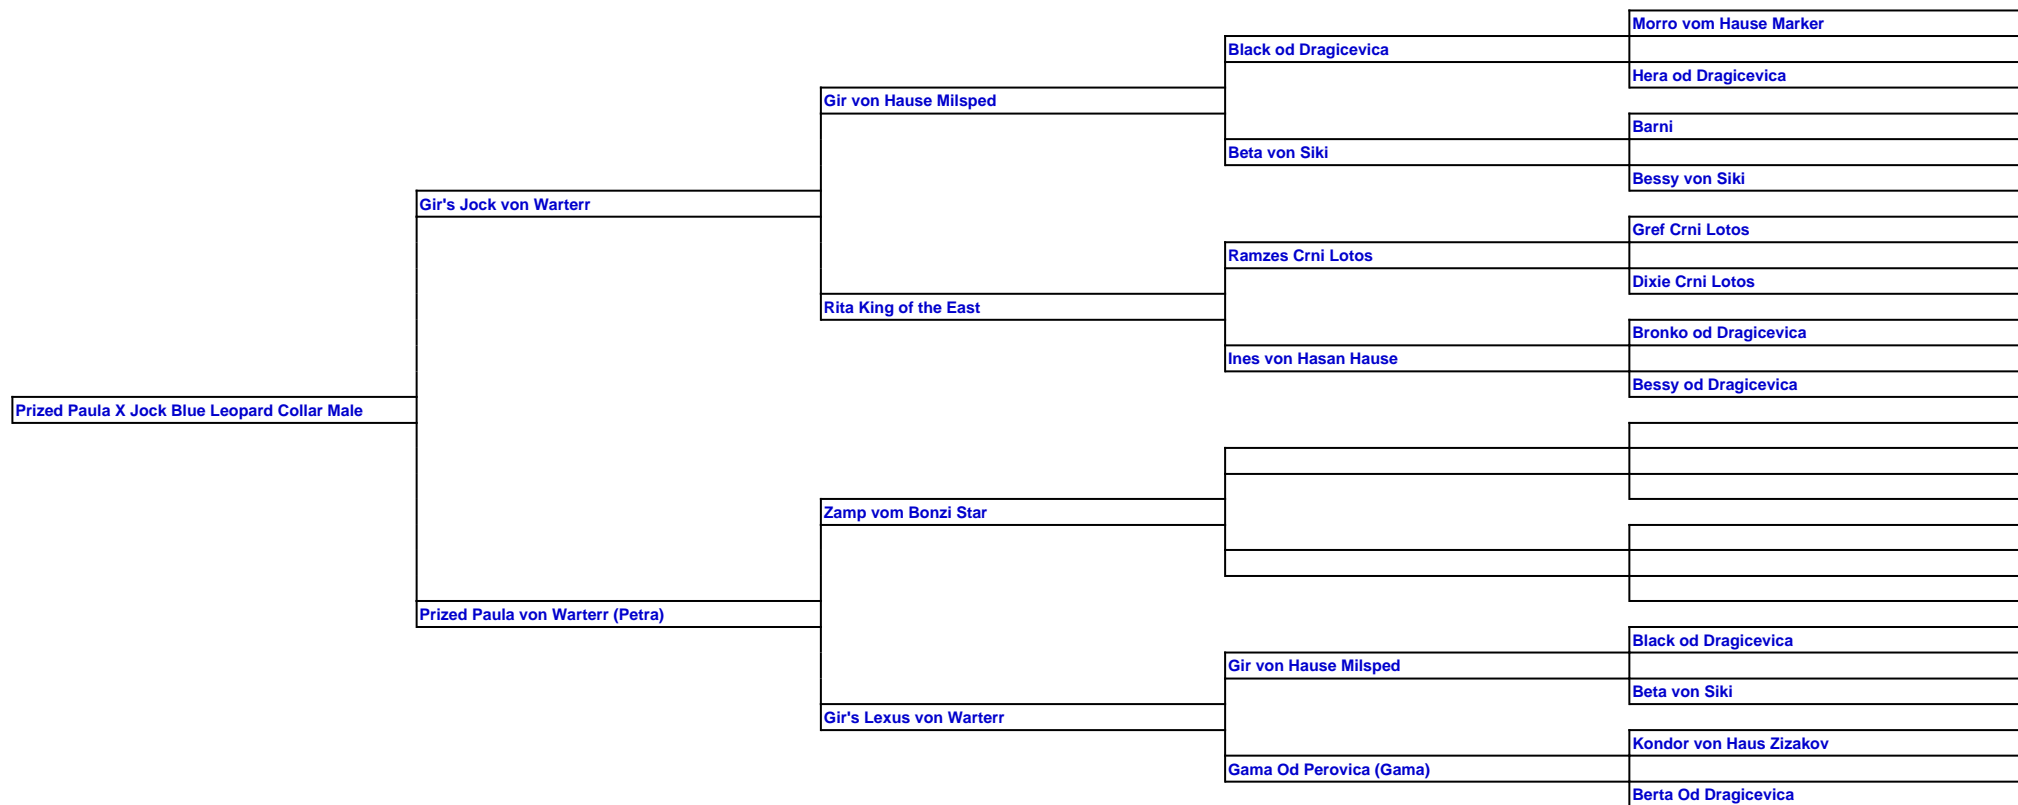 Morro vom Hause Marker
Black od Dragicevica
Hera od Dragicevica
Gir von Hause Milsped
Barni
Beta von Siki
Bessy von Siki
Gir's Jock von Warterr
Gref Crni Lotos
Ramzes Crni Lotos
Dixie Crni Lotos
Rita King of the East
Bronko od Dragicevica
Ines von Hasan Hause
Bessy od Dragicevica
Prized Paula X Jock Blue Leopard Collar Male
Zamp vom Bonzi Star
Prized Paula von Warterr (Petra)
Black od Dragicevica
Gir von Hause Milsped
Beta von Siki
Gir's Lexus von Warterr
Kondor von Haus Zizakov
Gama Od Perovica (Gama)
Berta Od Dragicevica